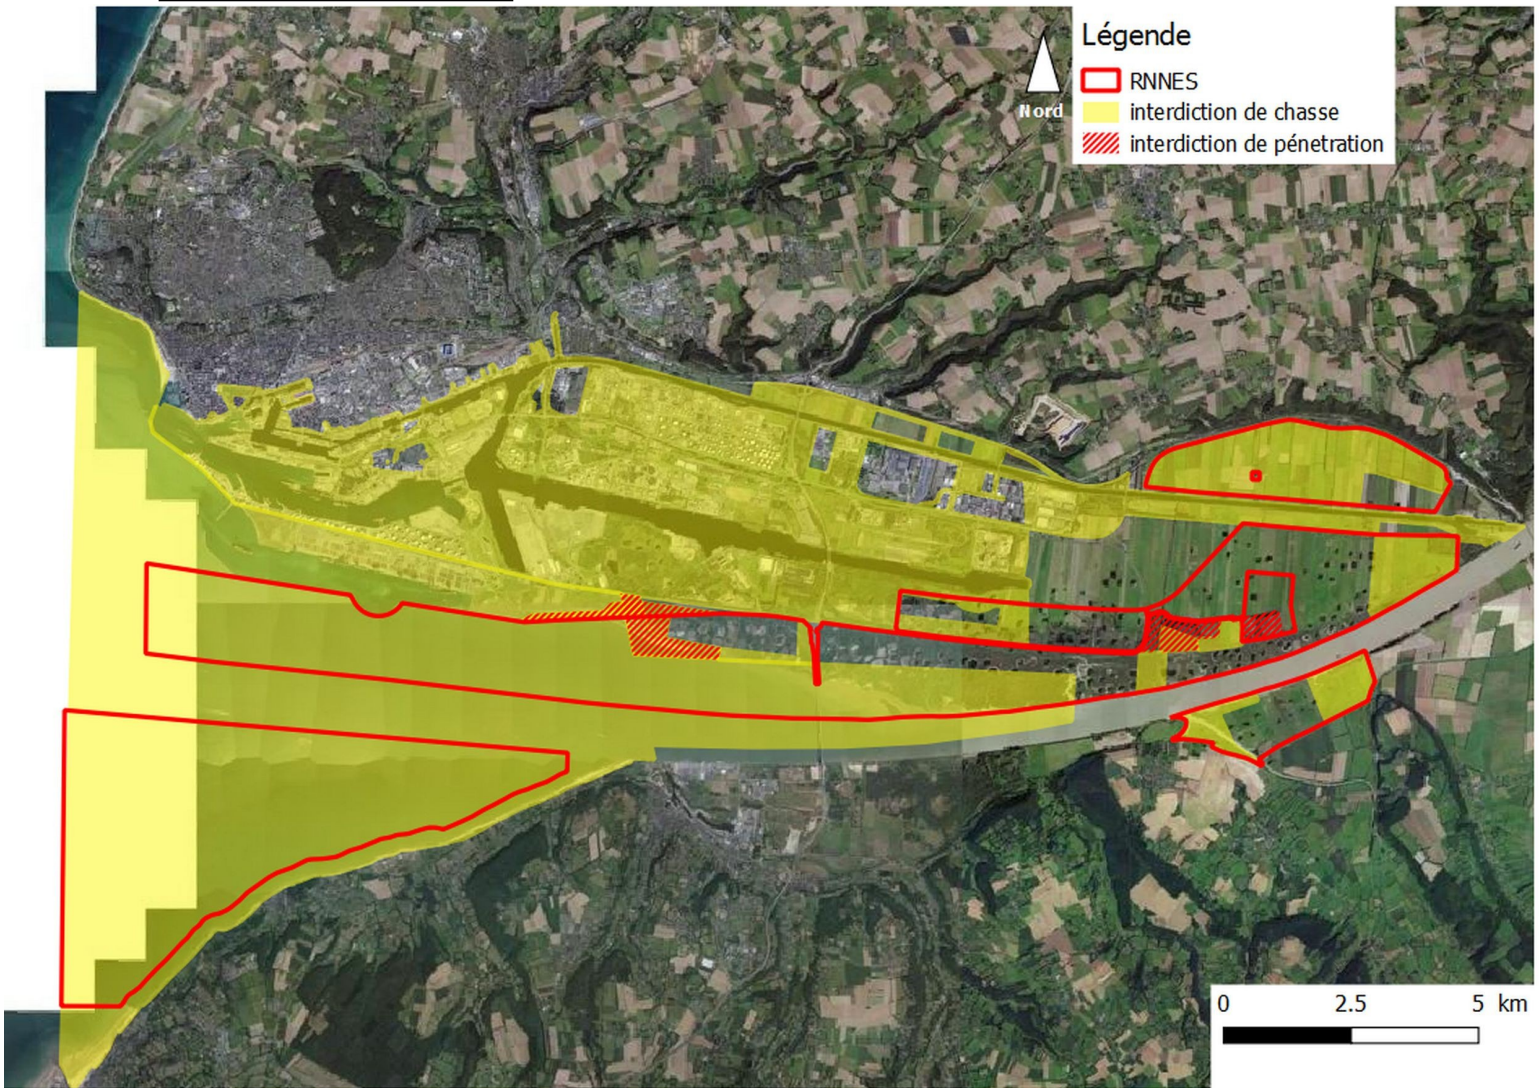 Légende
RNNES
interdiction de chasse
interdiction de pénetration
Nord
0 2.5 5 km